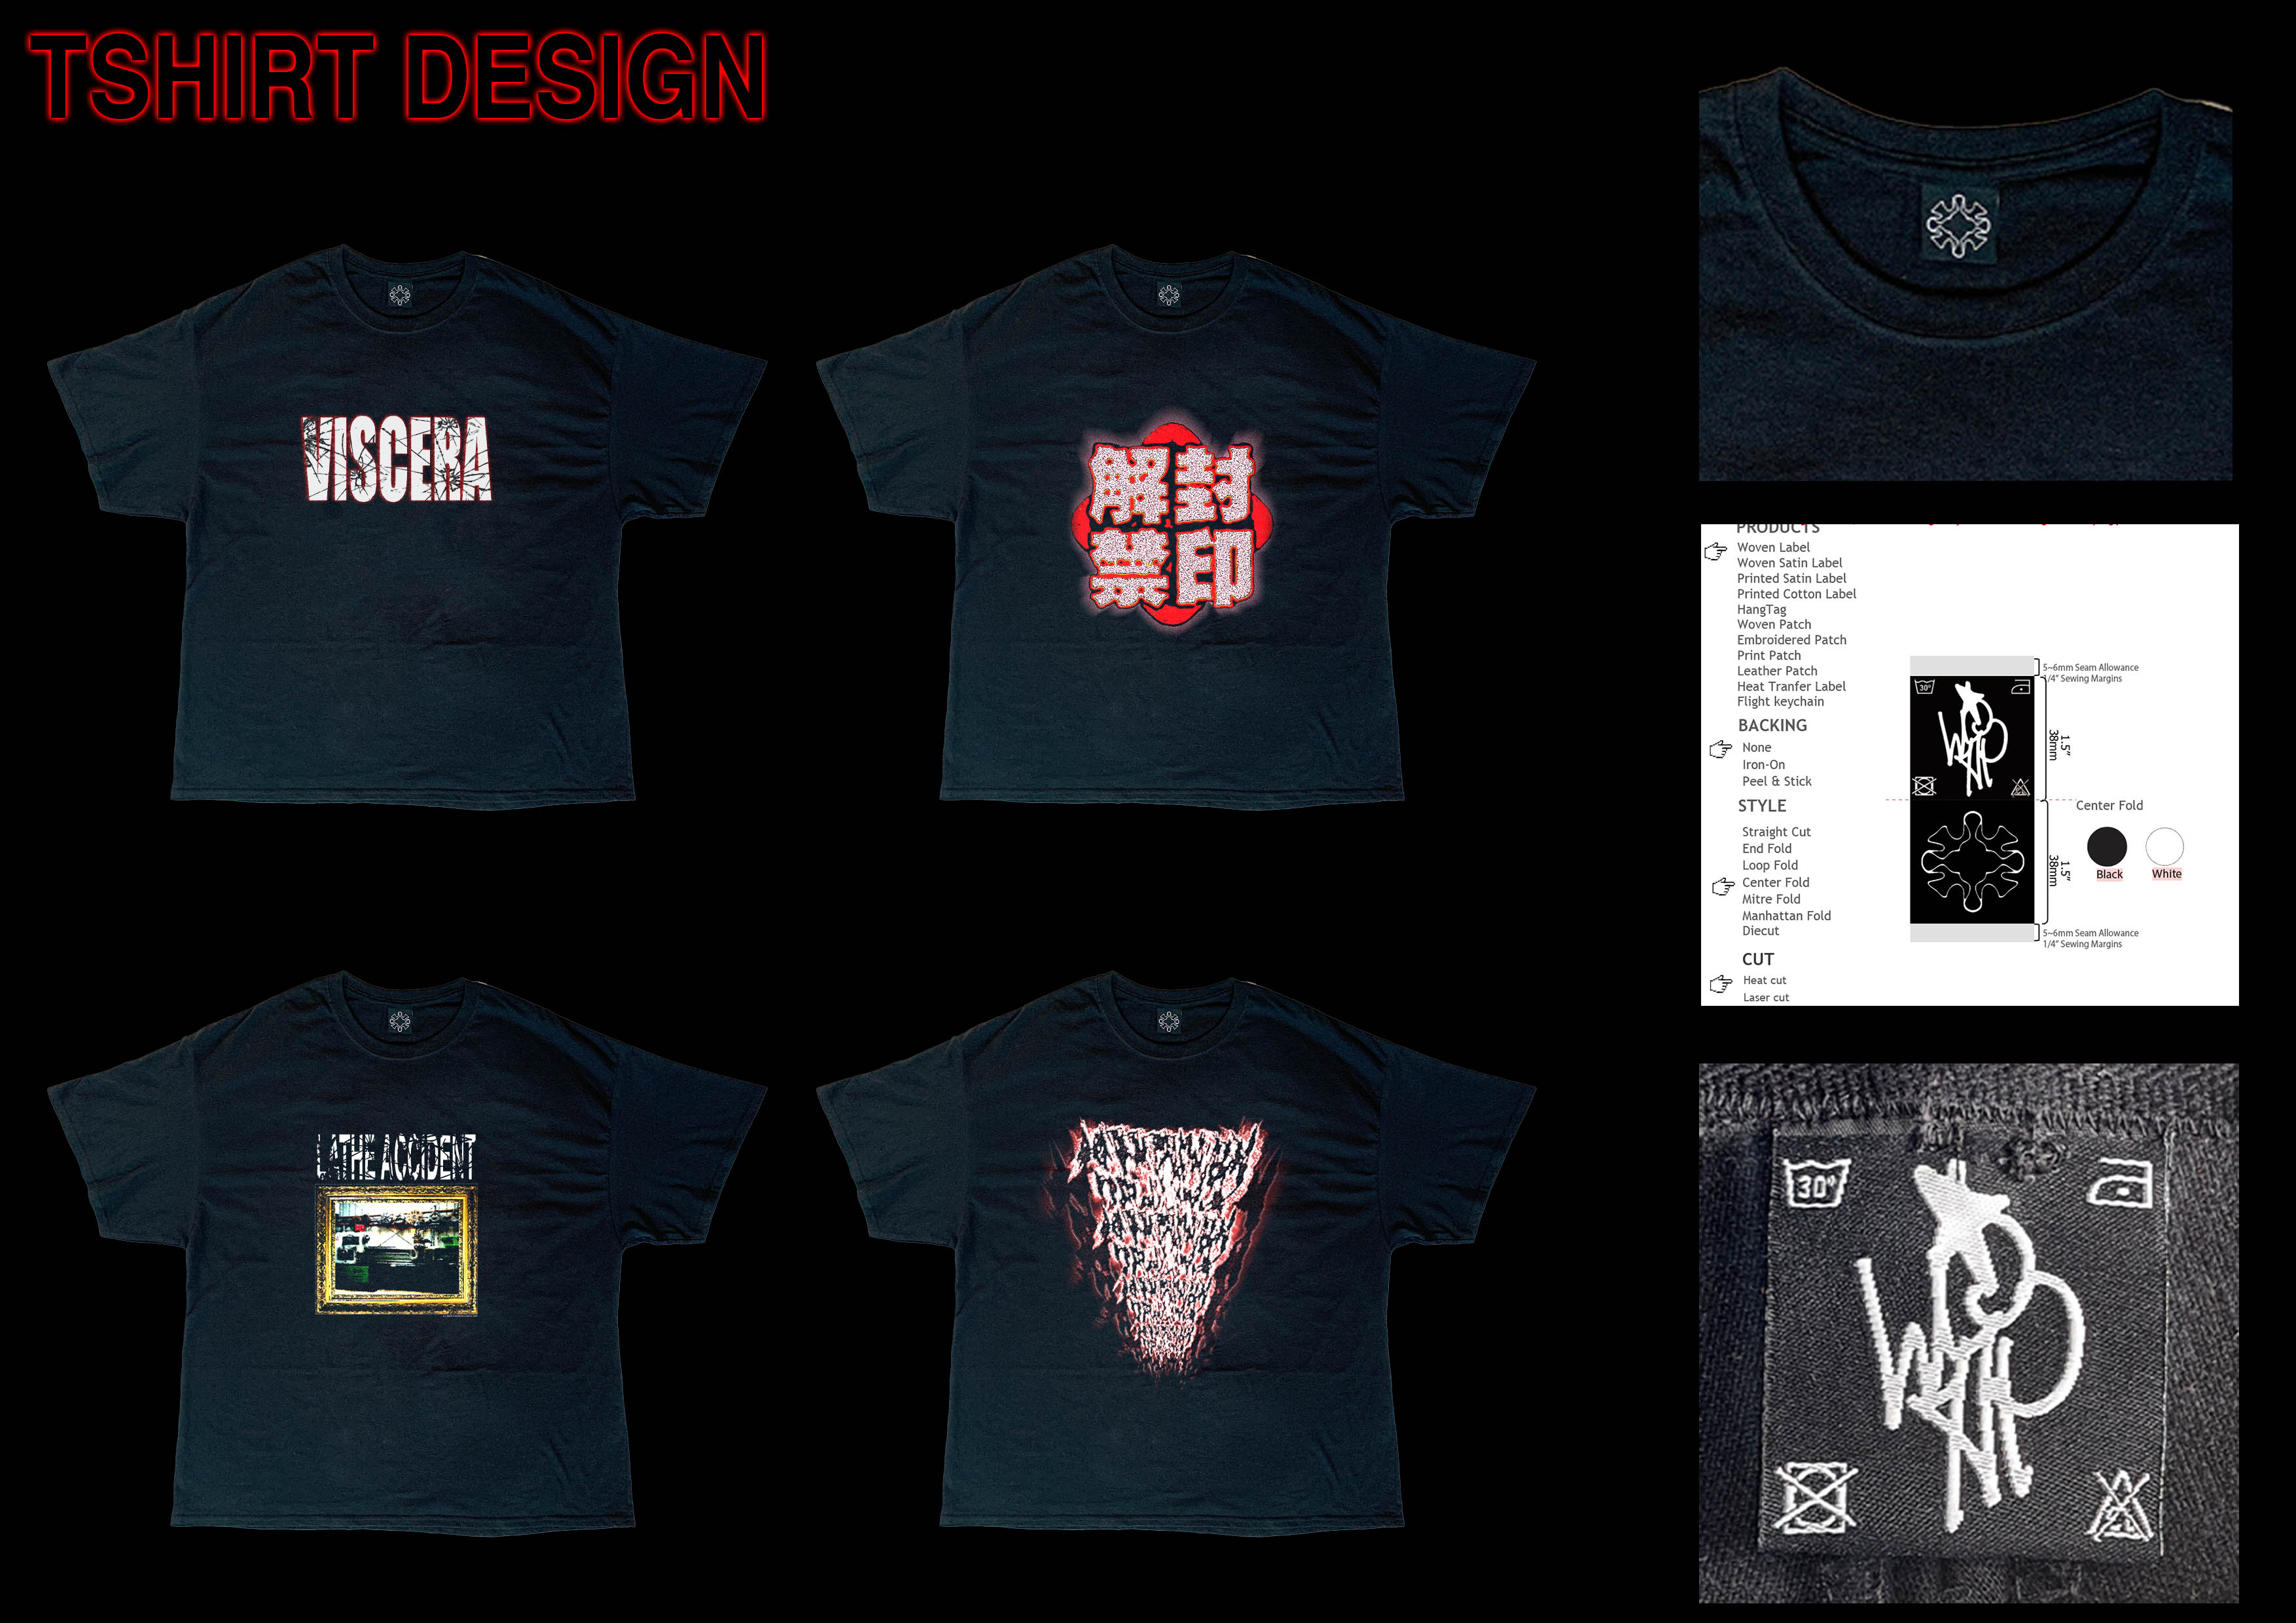 TSHIRT DESIGN
VISCERA
解封
禁印
LATHE ACCIDENT
PRODUCTS
Woven Label
Woven Satin Label
Printed Satin Label
Printed Cotton Label
HangTag
Woven Patch
Embroidered Patch
Print Patch
Leather Patch
Heat Tranfer Label
Flight keychain
BACKING
None
Iron-On
Peel & Stick
STYLE
Straight Cut
End Fold
Loop Fold
Center Fold
Mitre Fold
Manhattan Fold
Diecut
CUT
Heat cut
Laser cut
5~6mm Seam Allowance
1/4" Sewing Margins
30°
1.5"
38mm
Center Fold
1.5"
38mm
Black
White
5~6mm Seam Allowance
1/4" Sewing Margins
30°